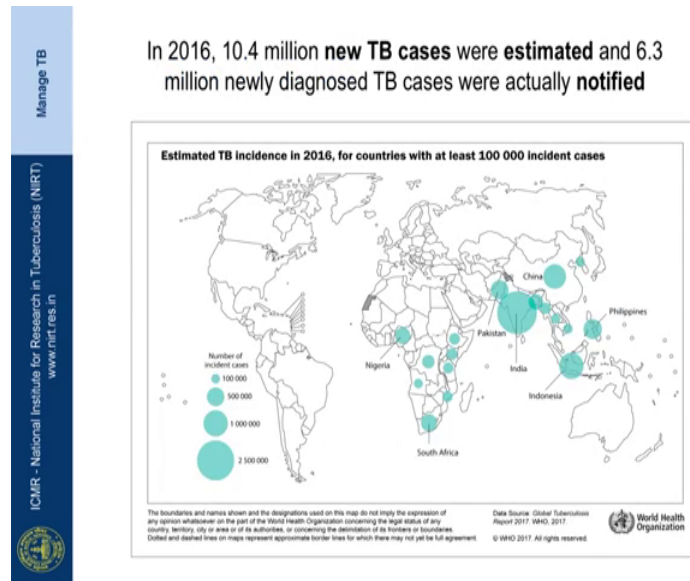 In 2016, 10.4 million new TB cases were estimated and 6.3
million newly diagnosed TB cases were actually notified
Manage TB
ICMR - National Institute for Research in Tuberculosis (NIRT)
www.nirt.res.in
Estimated TB incidence in 2016, for countries with at least 100 000 incident cases
China
Philippines
Pakistan
Nigeria
India
Indonesia
South Africa
Number of
incident cases
100 000
500 000
1 000 000
2 500 000
The boundaries and names shown and the designations used on this map do not imply the expression of
any opinion whatsoever on the part of the World Health Organization concerning the legal status of any
country, territory, city or area or of its authorities, or concerning the delimitation of its frontiers or boundaries.
Dotted and dashed lines on maps represent approximate border lines for which there may not yet be full agreement.
Data Source: Global Tuberculosis
Report 2017. WHO, 2017.
© WHO 2017. All rights reserved.
World Health
Organization